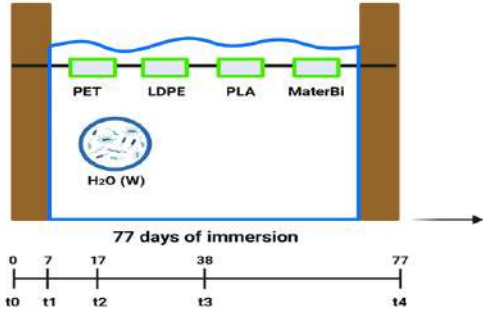 PET LDPE PLA MaterBi
H₂O (W)
77 days of immersion
0 7 17 38 77
t0 t1 t2 t3 t4